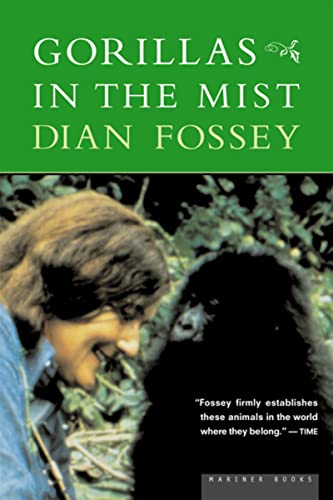 GORILLAS
IN THE MIST
DIAN FOSSEY
"Fossey firmly establishes
these animals in the world
where they belong." — TIME
MARINER BOOKS